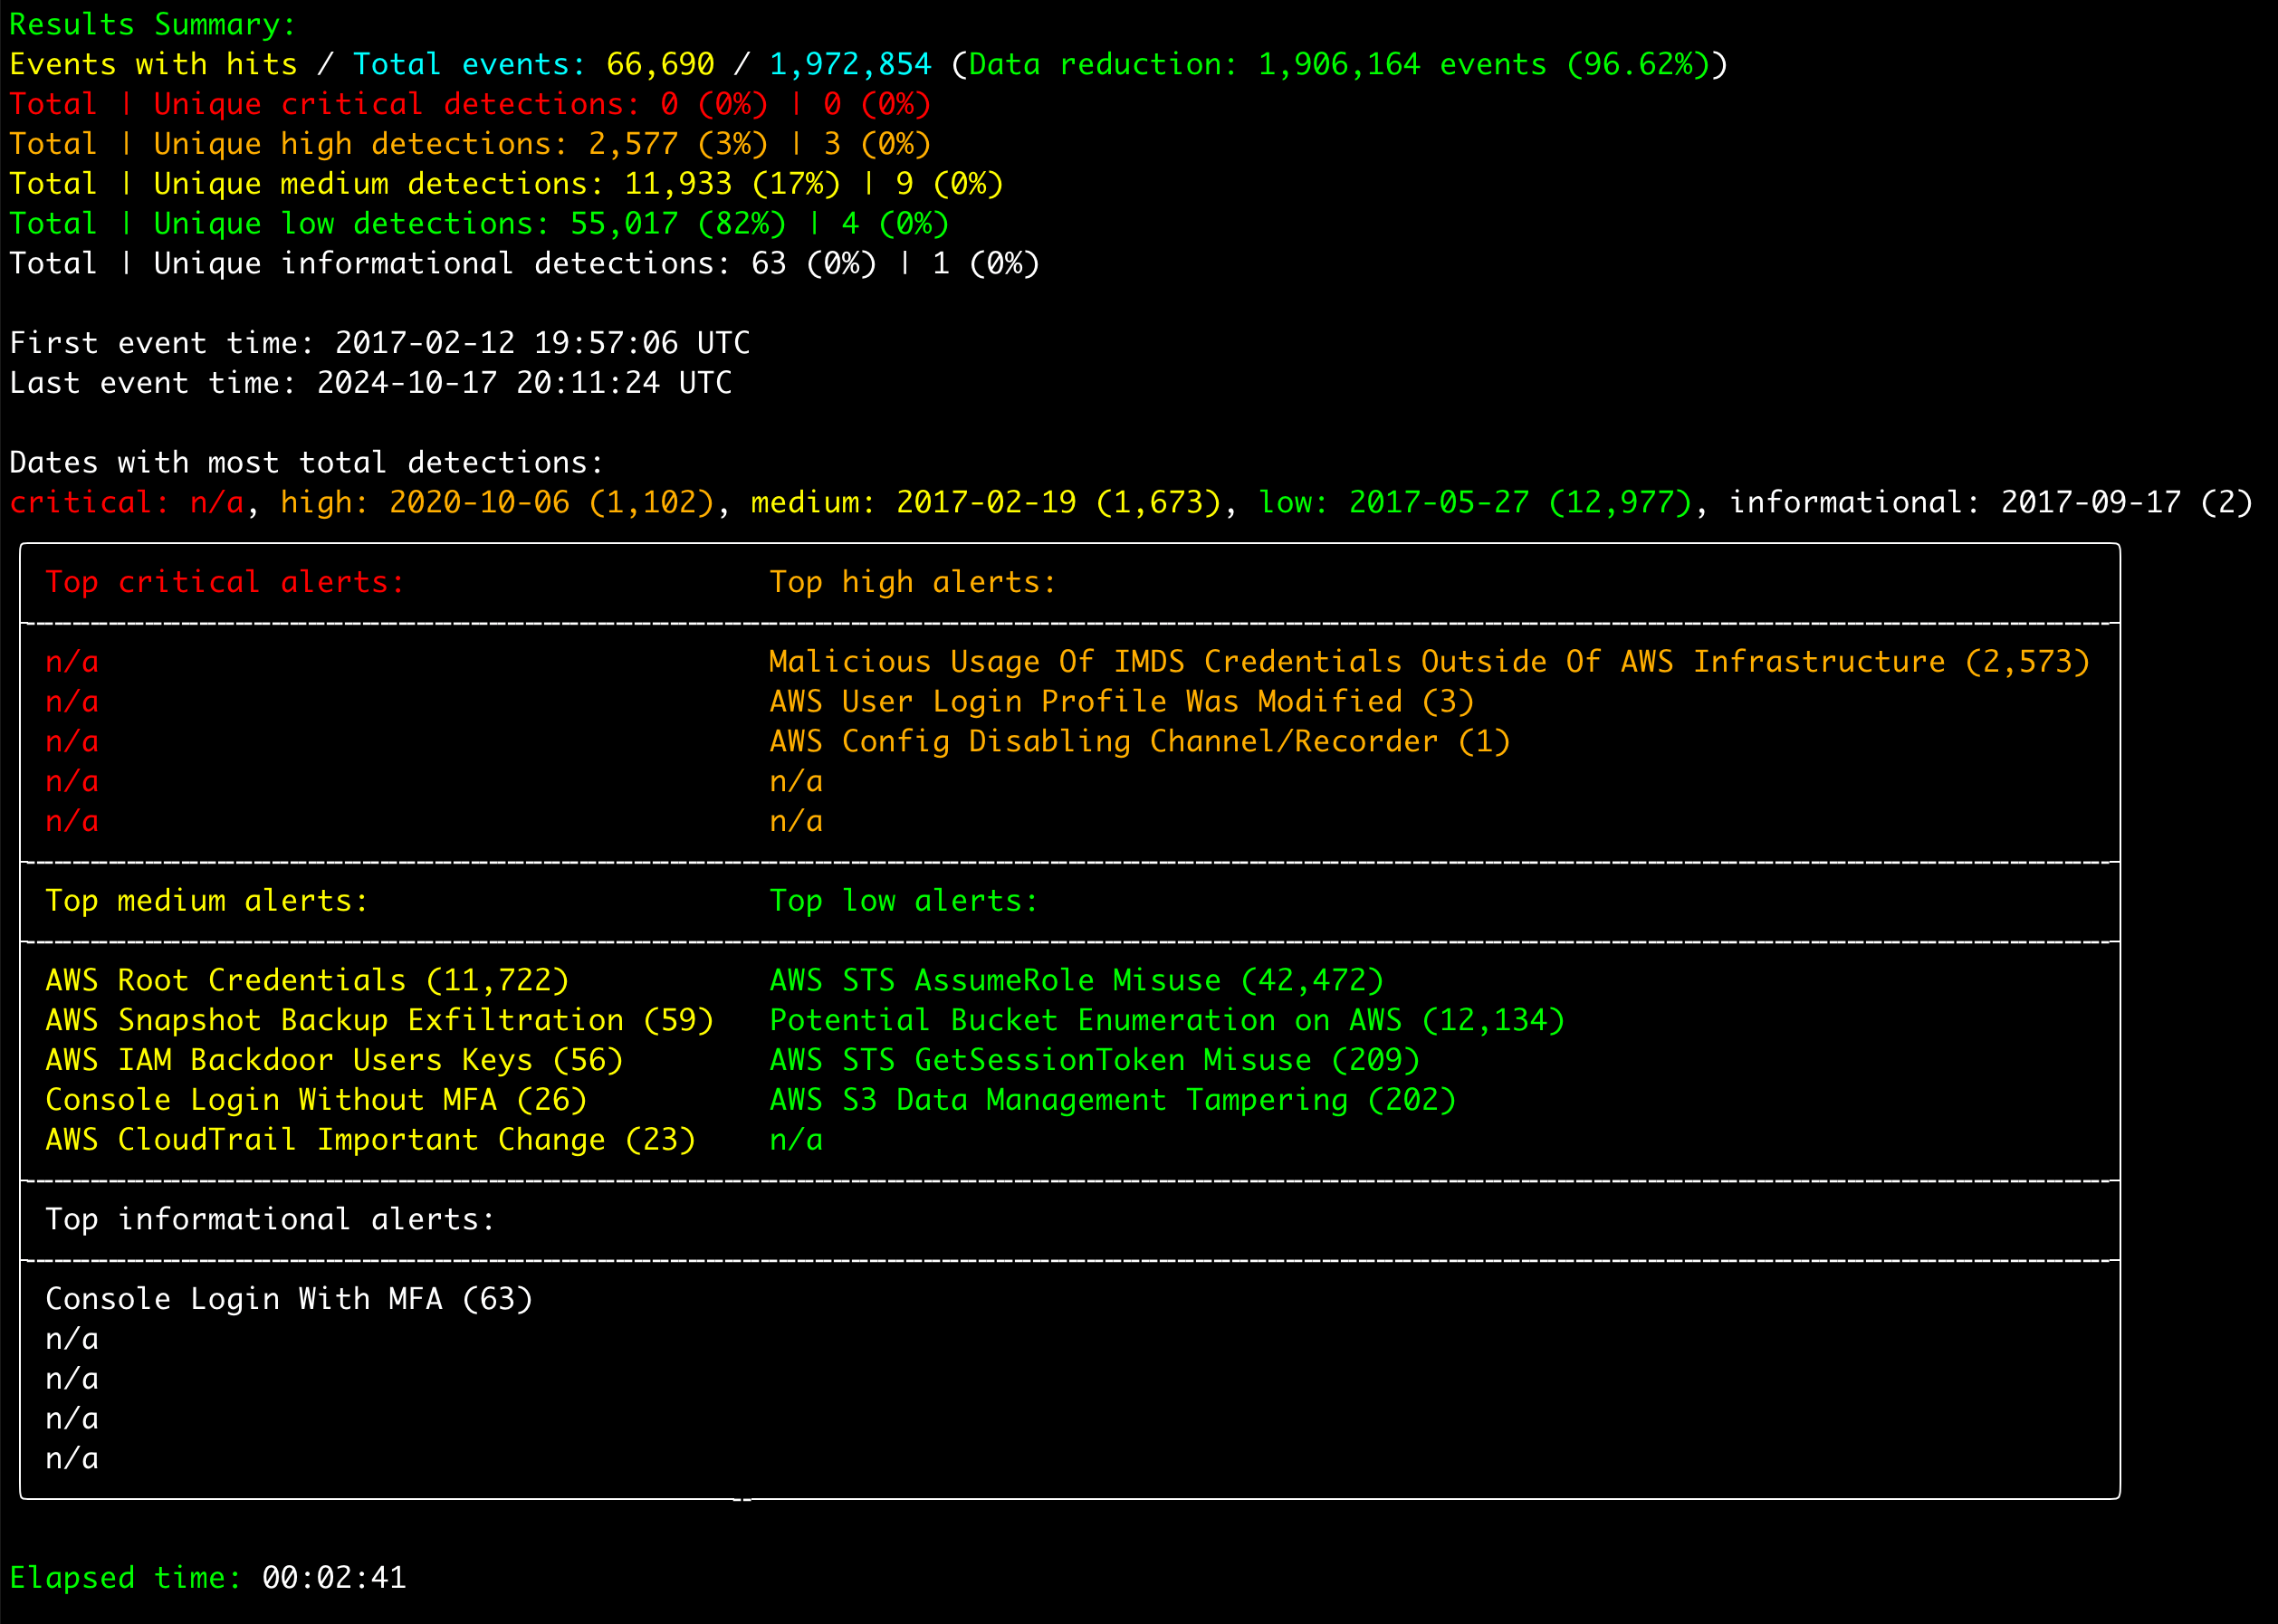 Results Summary:
Events with hits / Total events: 66,690 / 1,972,854 (Data reduction: 1,906,164 events (96.62%))
Total | Unique critical detections: 0 (0%) | 0 (0%)
Total | Unique high detections: 2,577 (3%) | 3 (0%)
Total | Unique medium detections: 11,933 (17%) | 9 (0%)
Total | Unique low detections: 55,017 (82%) | 4 (0%)
Total | Unique informational detections: 63 (0%) | 1 (0%)
First event time: 2017-02-12 19:57:06 UTC
Last event time: 2024-10-17 20:11:24 UTC
Dates with most total detections:
critical: n/a, high: 2020-10-06 (1,102), medium: 2017-02-19 (1,673), low: 2017-05-27 (12,977), informational: 2017-09-17 (2)
Top critical alerts: Top high alerts:
n/a Malicious Usage Of IMDS Credentials Outside Of AWS Infrastructure (2,573)
n/a AWS User Login Profile Was Modified (3)
n/a AWS Config Disabling Channel/Recorder (1)
n/a n/a
n/a n/a
Top medium alerts: Top low alerts:
AWS Root Credentials (11,722) AWS STS AssumeRole Misuse (42,472)
AWS Snapshot Backup Exfiltration (59) Potential Bucket Enumeration on AWS (12,134)
AWS IAM Backdoor Users Keys (56) AWS STS GetSessionToken Misuse (209)
Console Login Without MFA (26) AWS S3 Data Management Tampering (202)
AWS CloudTrail Important Change (23) n/a
Top informational alerts:
Console Login With MFA (63)
n/a
n/a
n/a
n/a
Elapsed time: 00:02:41